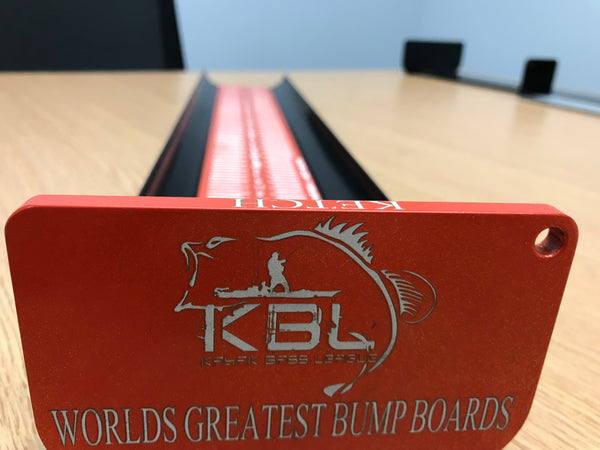 KETCH
KBL
KAYAK BASS LEAGUE
WORLDS GREATEST BUMP BOARDS